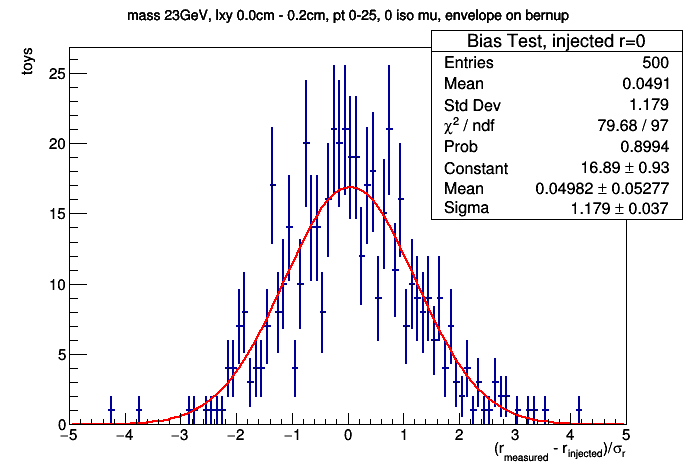 mass 23GeV, lxy 0.0cm - 0.2cm, pt 0-25, 0 iso mu, envelope on bernup
toys
Bias Test, injected r=0
Entries 500
Mean 0.0491
Std Dev 1.179
χ² / ndf 79.68 / 97
Prob 0.8994
Constant 16.89 ± 0.93
Mean 0.04982 ± 0.05277
Sigma 1.179 ± 0.037
25
20
15
10
5
0
−5 −4 −3 −2 −1 0 1 2 3 4 5
(r_measured - r_injected)/σ_r